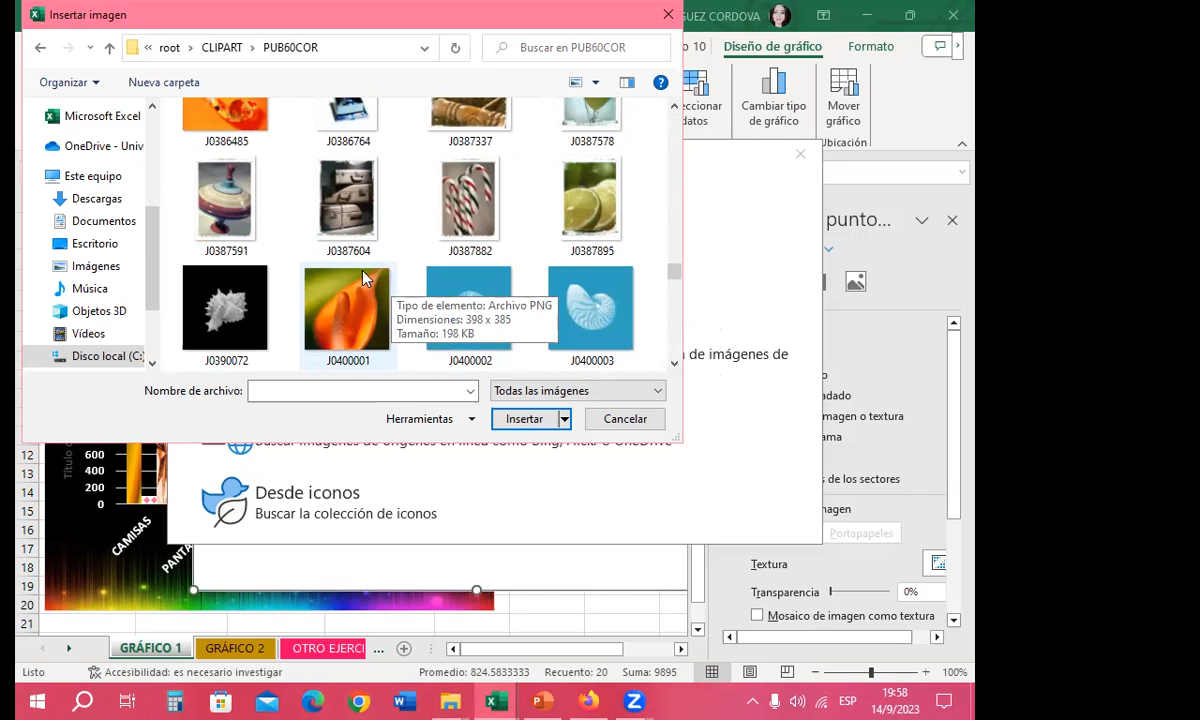 Insertar imagen
GUEZ CORDOVA
« root > CLIPART > PUB60COR
Buscar en PUB60COR
o 10
Diseño de gráfico
Formato
Organizar
Nueva carpeta
Microsoft Excel
OneDrive - Univ
Este equipo
Descargas
Documentos
Escritorio
Imágenes
Música
Objetos 3D
Vídeos
Disco local (C:)
J0386485
J0386764
J0387337
J0387578
J0387591
J0387604
J0387882
J0387895
J0390072
J0400001
J0400002
J0400003
Tipo de elemento: Archivo PNG
Dimensiones: 398 x 385
Tamaño: 198 KB
Nombre de archivo:
Todas las imágenes
Herramientas
Insertar
Cancelar
eccionar
datos
Cambiar tipo
de gráfico
Mover
gráfico
Ubicación
punto...
n de imágenes de
adado
magen o textura
ama
de los sectores
magen
Portapapeles
Textura
Transparencia
0%
Mosaico de imagen como textura
Buscar imágenes de orígenes en línea como Bing, Flickr o OneDrive
Desde iconos
Buscar la colección de iconos
12
13
14
15
16
17
18
19
20
21
Título
600
400
200
0
CAMISAS
PANTA
GRÁFICO 1
GRÁFICO 2
OTRO EJERCI
...
Listo
Accesibilidad: es necesario investigar
Promedio: 824.5833333
Recuento: 20
Suma: 9895
100%
ESP
19:58
14/9/2023